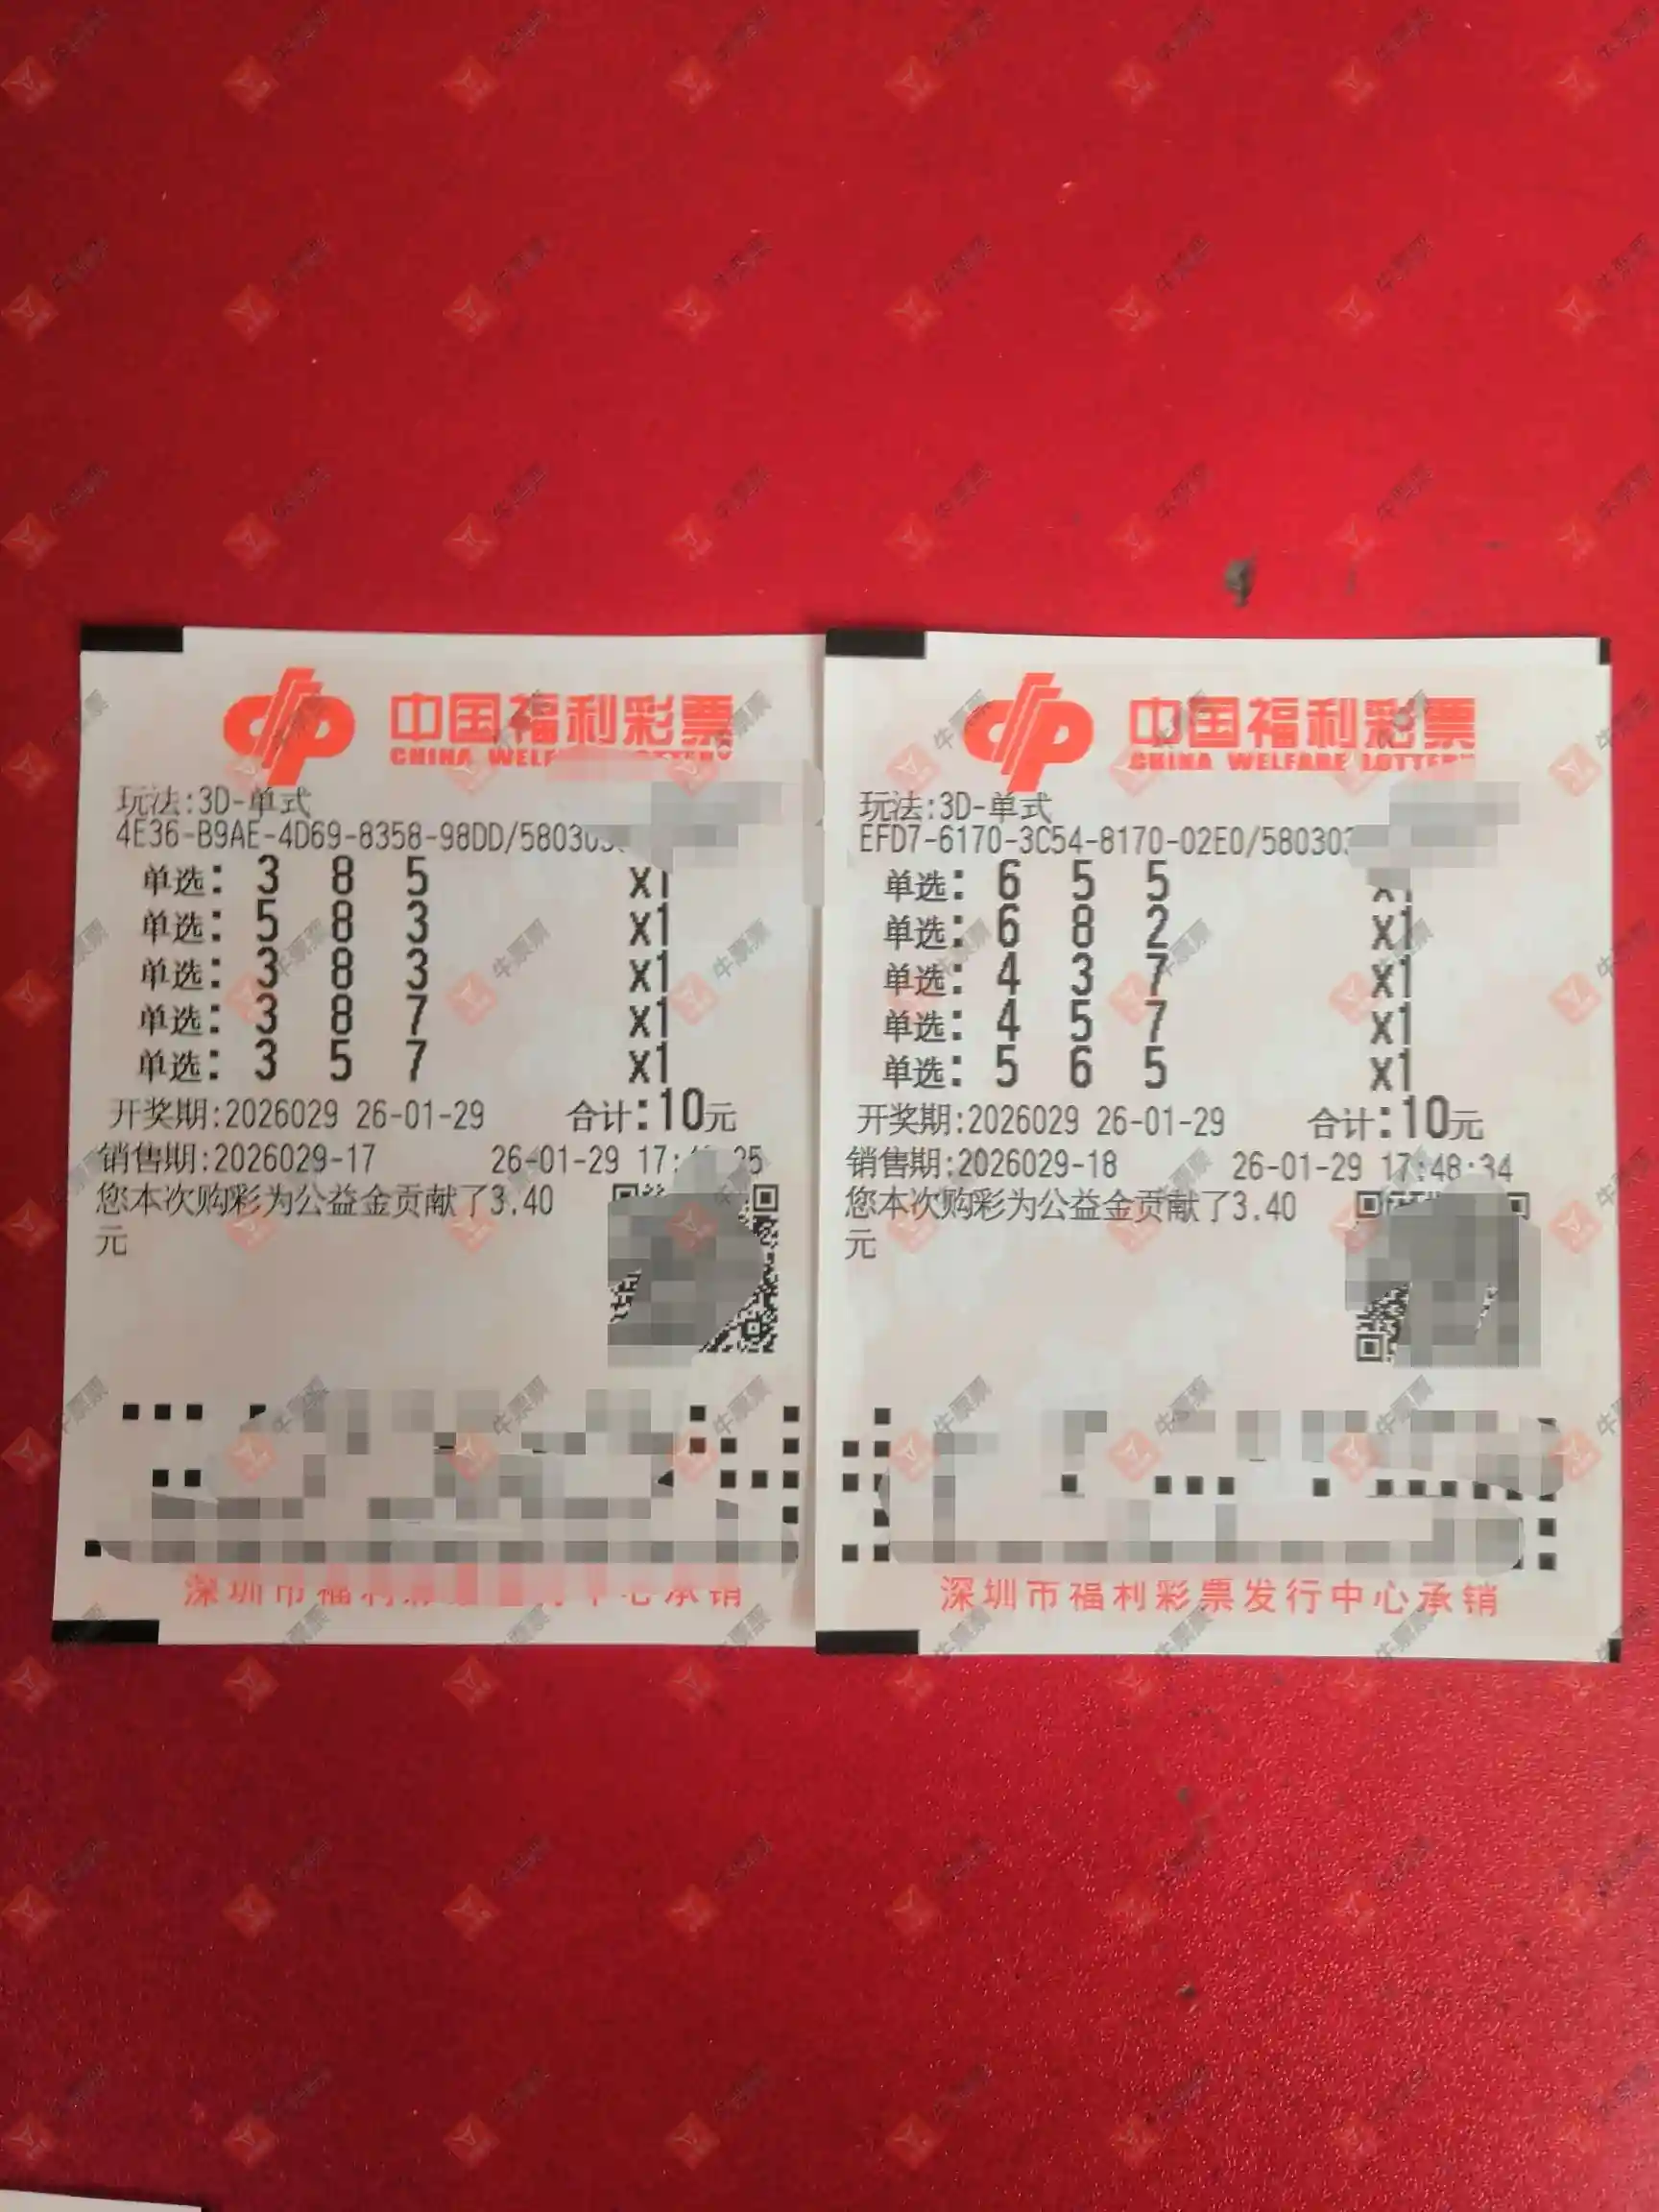 中国福利彩票
CHINA WELF
玩法:3D-单式
4E36-B9AE-4D69-8358-98DD/58030
单选: 3 8 5 x1
单选: 5 8 3 x1
单选: 3 8 3 x1
单选: 3 8 7 x1
单选: 3 5 7 x1
开奖期:2026029 26-01-29 合计:10元
销售期:2026029-17 26-01-29 17:
您本次购彩为公益金贡献了3.40
元
深圳市福利 中心承销
中国福利彩票
CHINA WELFARE LOTTERY
玩法:3D-单式
EFD7-6170-3C54-8170-02E0/580303
单选: 6 5 5 x1
单选: 6 8 2 x1
单选: 4 3 7 x1
单选: 4 5 7 x1
单选: 5 6 5 x1
开奖期:2026029 26-01-29 合计:10元
销售期:2026029-18 26-01-29 17:48:34
您本次购彩为公益金贡献了3.40
元
深圳市福利彩票发行中心承销
牛票票